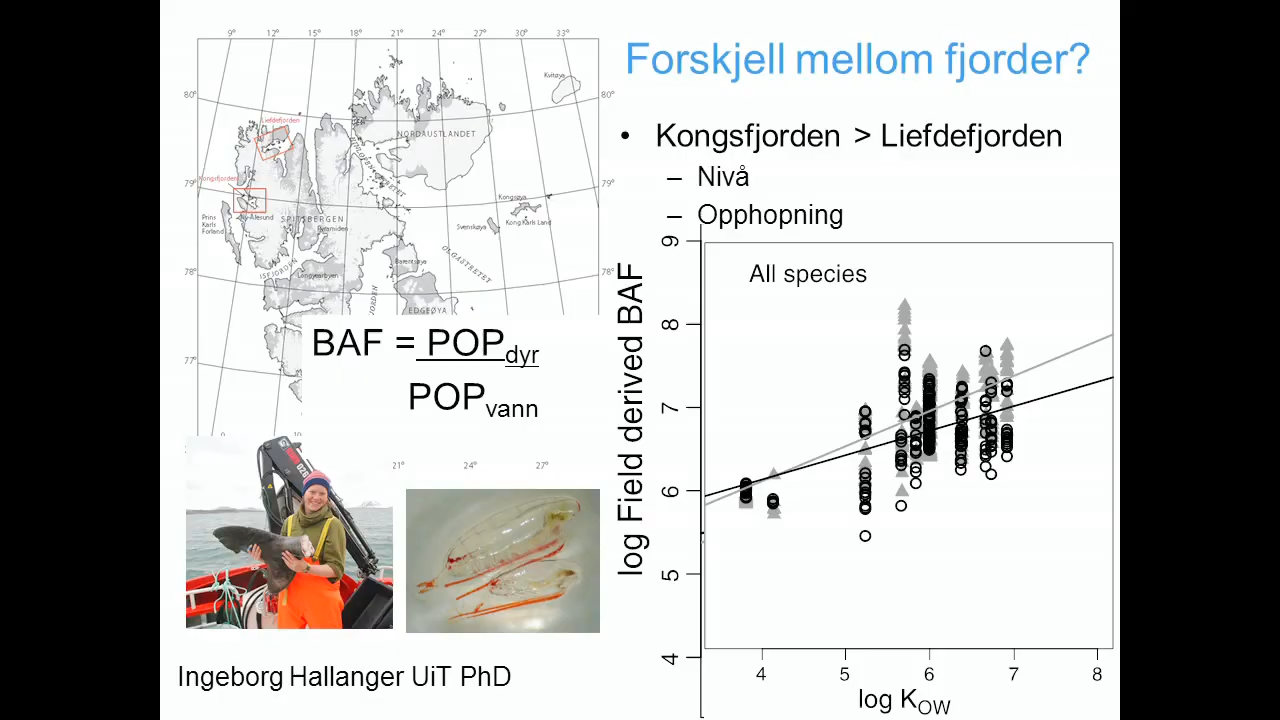 Forskjell mellom fjorder?
• Kongsfjorden > Liefdefjorden
– Nivå
– Opphopning
9° 12° 15° 18° 21° 24° 27° 30° 33°
Kvitøya
80° 80°
Liefdefjorden
NORDAUSTLANDET
HINLOPENSTRETET
79° 79°
Kongsfjorden
Ny-Ålesund
Prins
Karls
Forland
SPITSBERGEN
Pyramiden
Kongsøya
Svenskøya
Kong Karls Land
ISFJORDEN
Longyearbyen
Barentsøya
OLGASTRETET
78° 78°
EDGEØYA
77°
21° 24° 27°
BAF = POPdyr
POPvann
All species
log Field derived BAF
9
8
7
6
5
4
4 5 6 7 8
log KOW
Ingeborg Hallanger UiT PhD